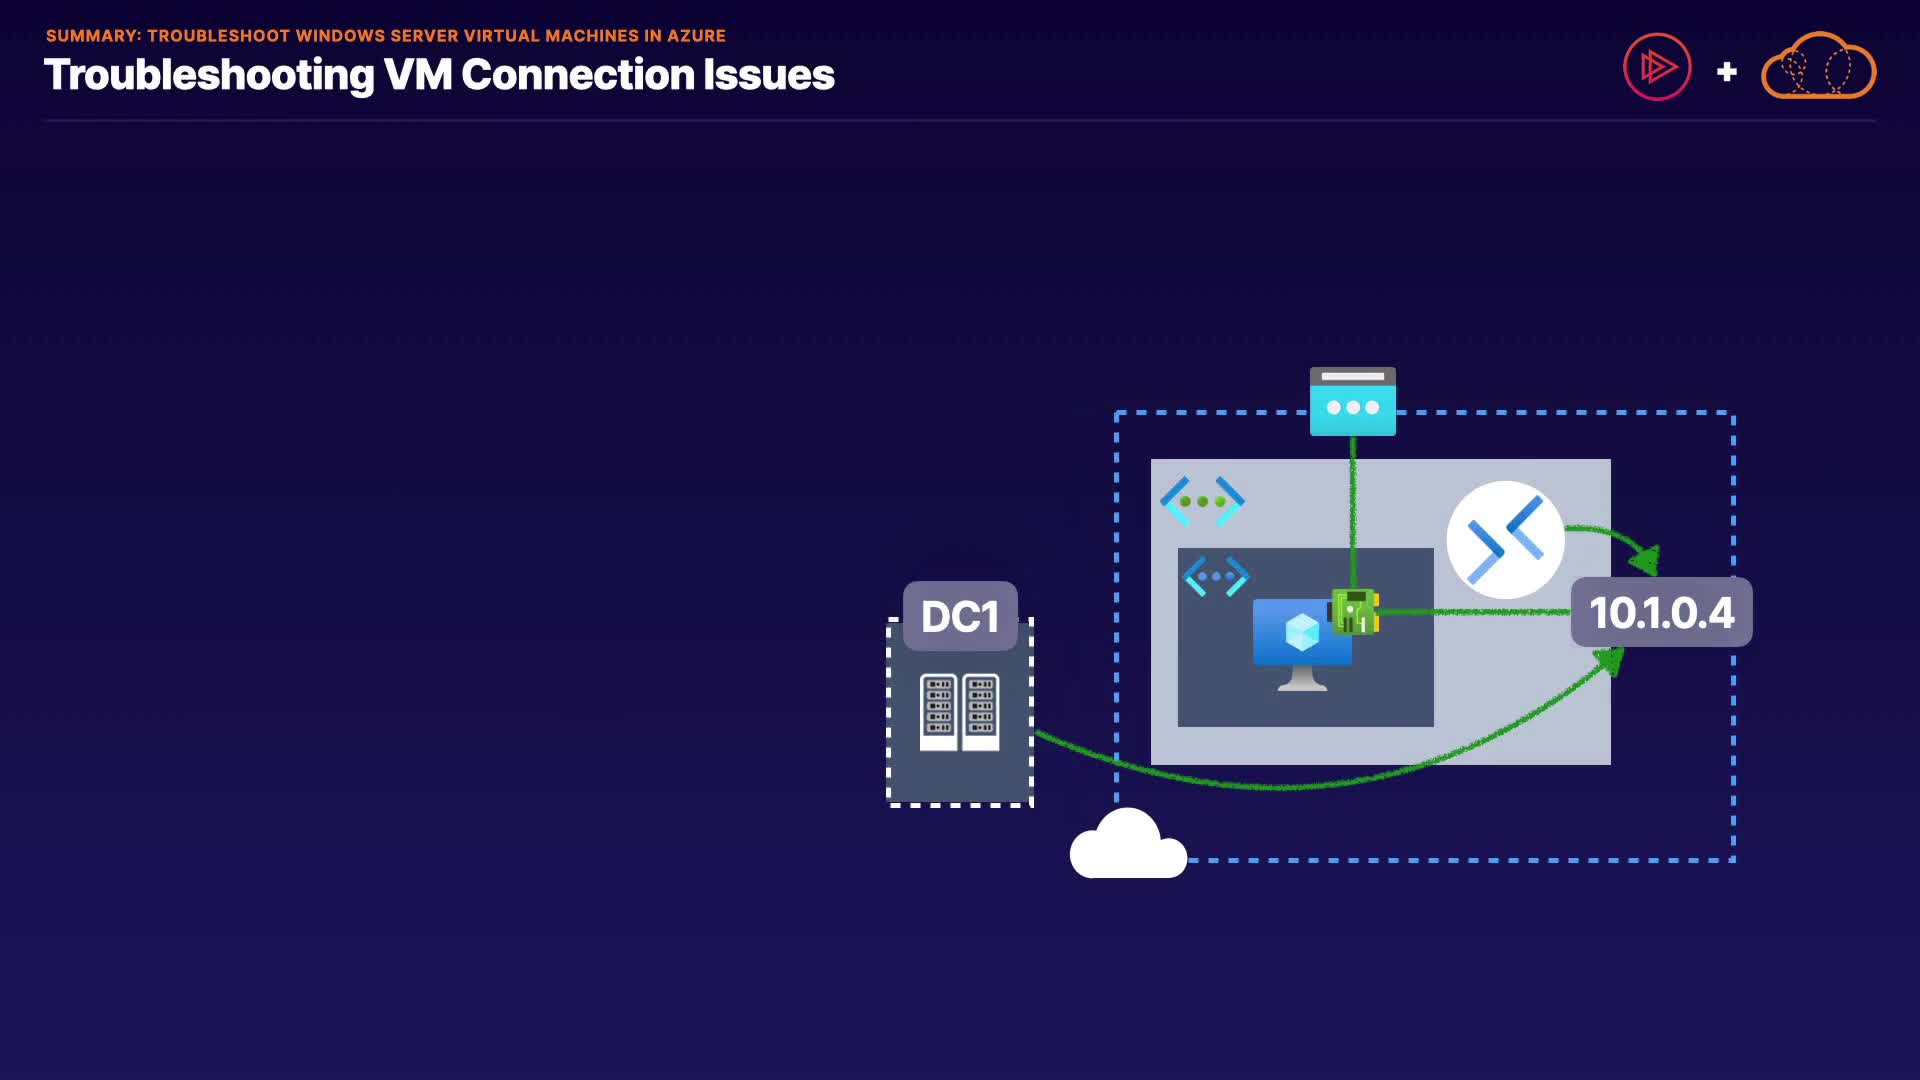 SUMMARY: TROUBLESHOOT WINDOWS SERVER VIRTUAL MACHINES IN AZURE
Troubleshooting VM Connection Issues
+
DC1
10.1.0.4